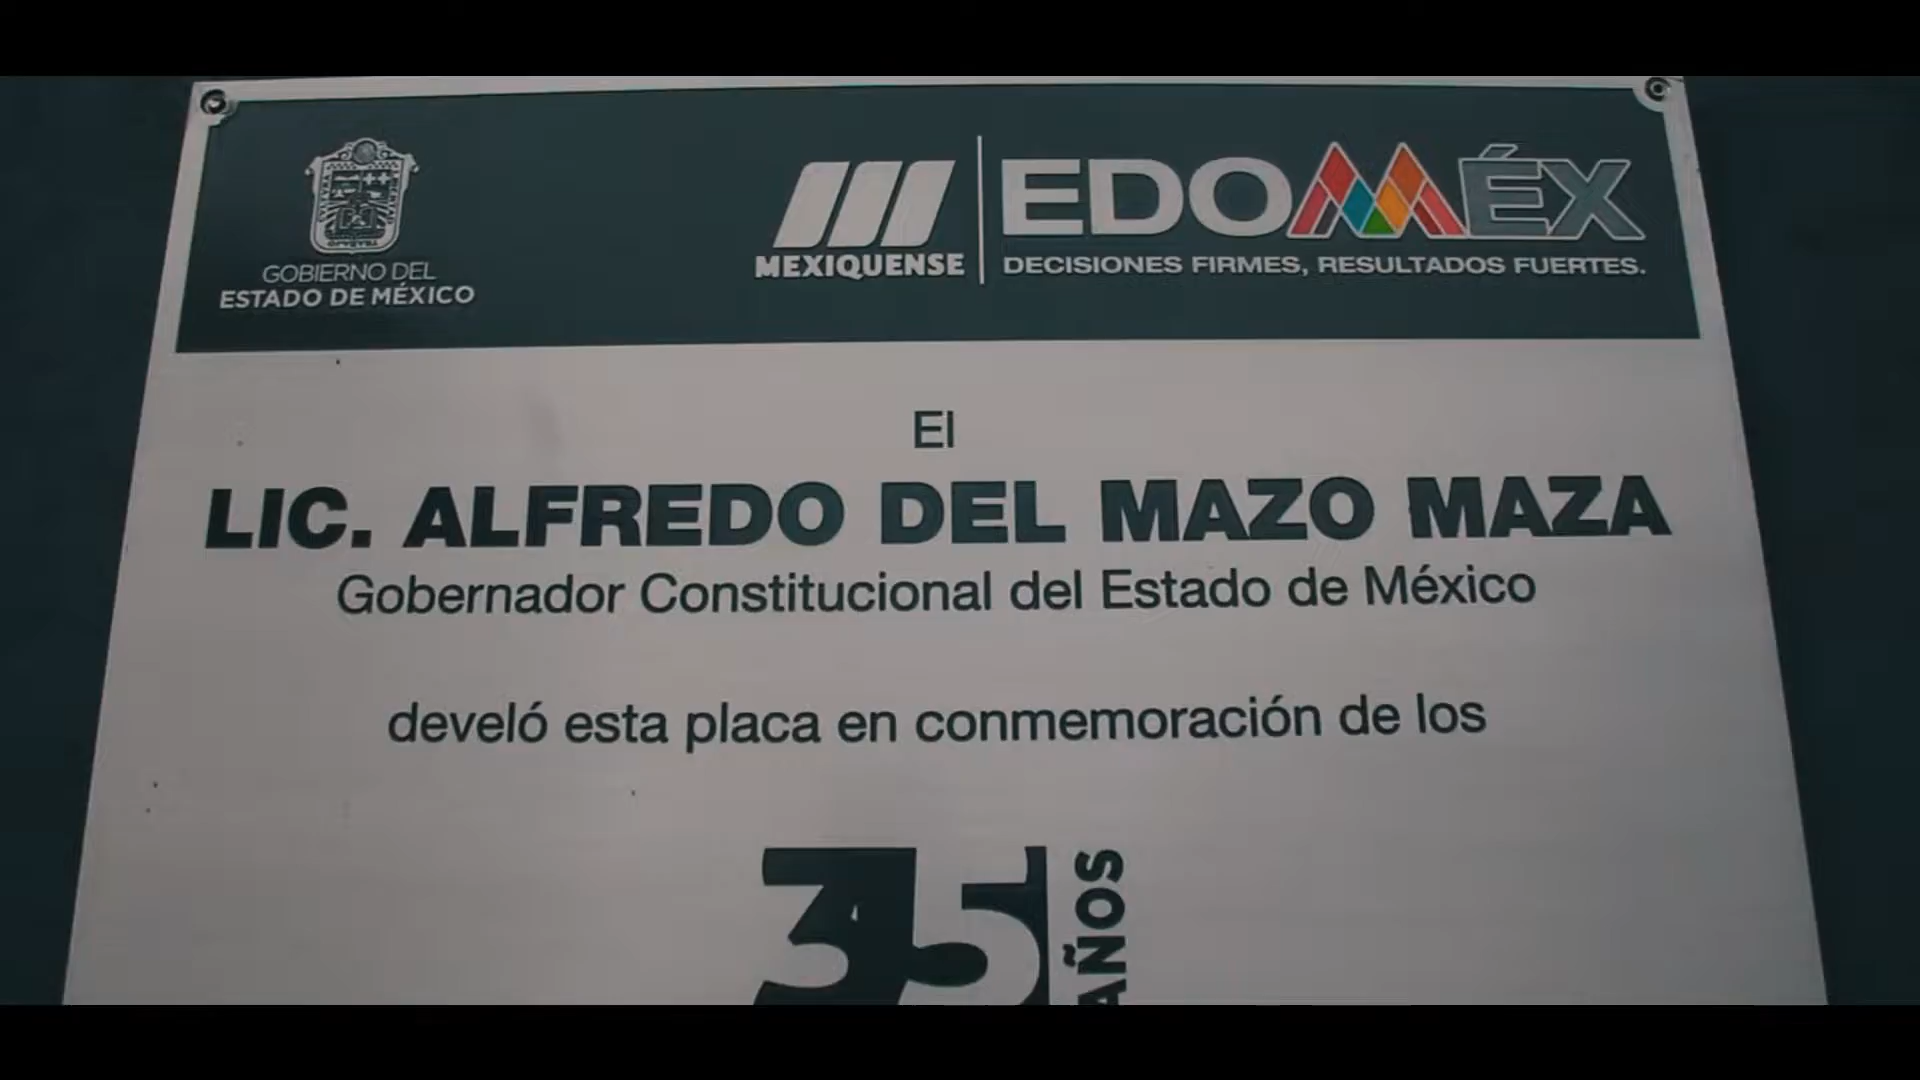 GOBIERNO DEL
ESTADO DE MÉXICO
MEXIQUENSE
EDOMÉX
DECISIONES FIRMES, RESULTADOS FUERTES.
El
LIC. ALFREDO DEL MAZO MAZA
Gobernador Constitucional del Estado de México
develó esta placa en conmemoración de los
35 AÑOS